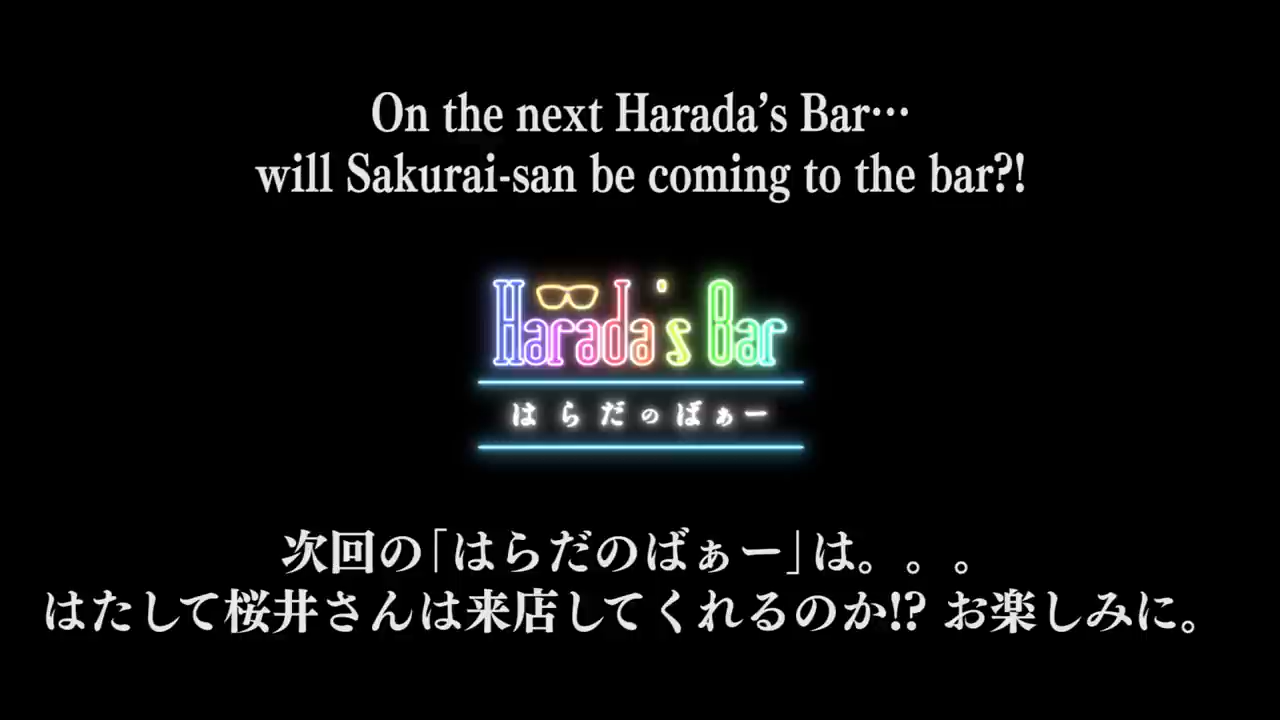 On the next Harada’s Bar…
will Sakurai-san be coming to the bar?!
Harada's Bar
はらだのばぁー
次回の「はらだのばぁー」は。。。
はたして桜井さんは来店してくれるのか!? お楽しみに。